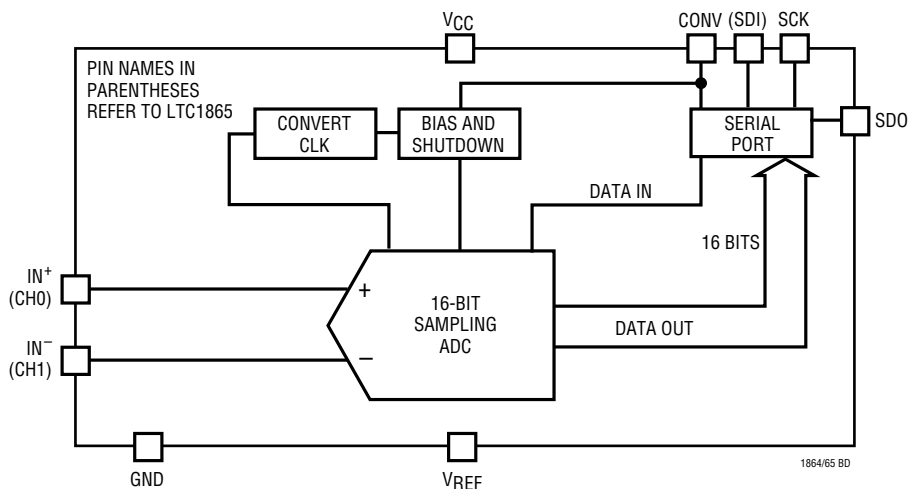 VCC
CONV (SDI) SCK
PIN NAMES IN
PARENTHESES
REFER TO LTC1865
CONVERT
CLK
BIAS AND
SHUTDOWN
SERIAL
PORT
SDO
DATA IN
16 BITS
IN+
(CH0)
+
16-BIT
SAMPLING
ADC
DATA OUT
IN−
(CH1)
−
GND
VREF
1864/65 BD